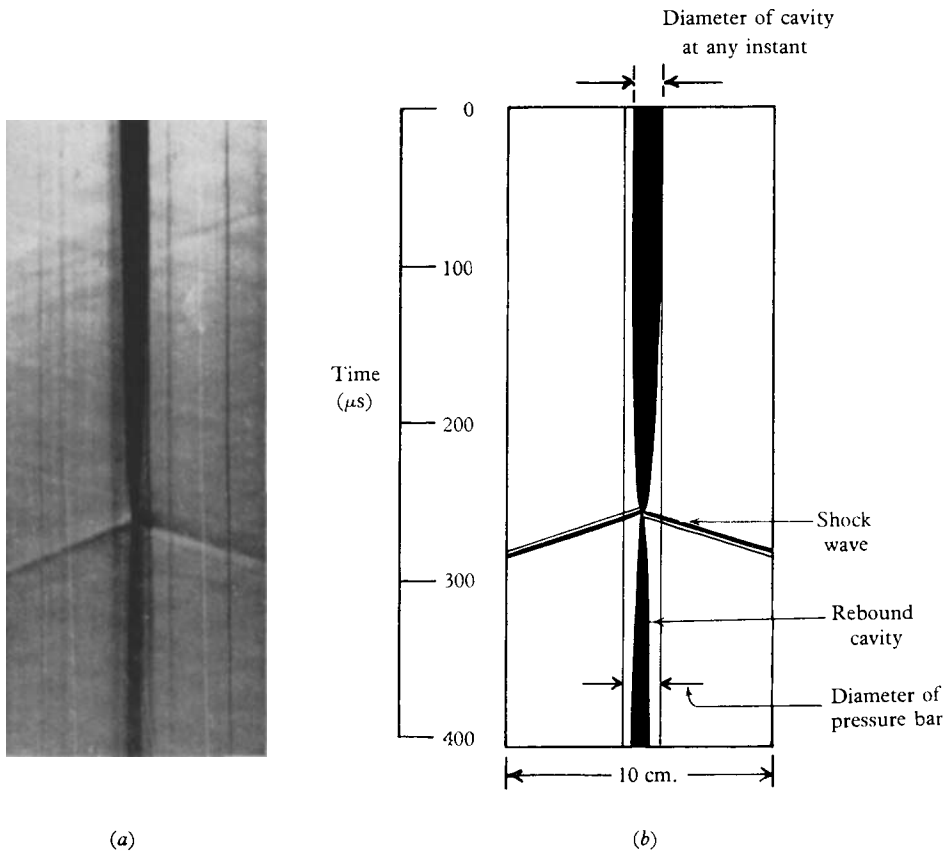 Diameter of cavity
at any instant
0
100
Time
(μs)
200
Shock
wave
300
Rebound
cavity
Diameter of
pressure bar
400
10 cm.
(a)
(b)